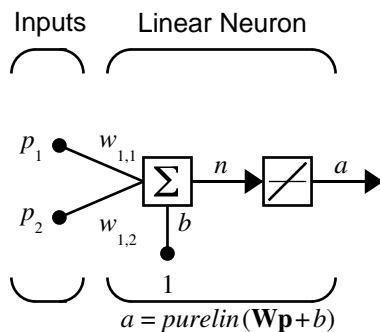 Inputs Linear Neuron
p₁ w₁,₁
Σ n a
p₂ w₁,₂ b
1
a = purelin(Wp+b)